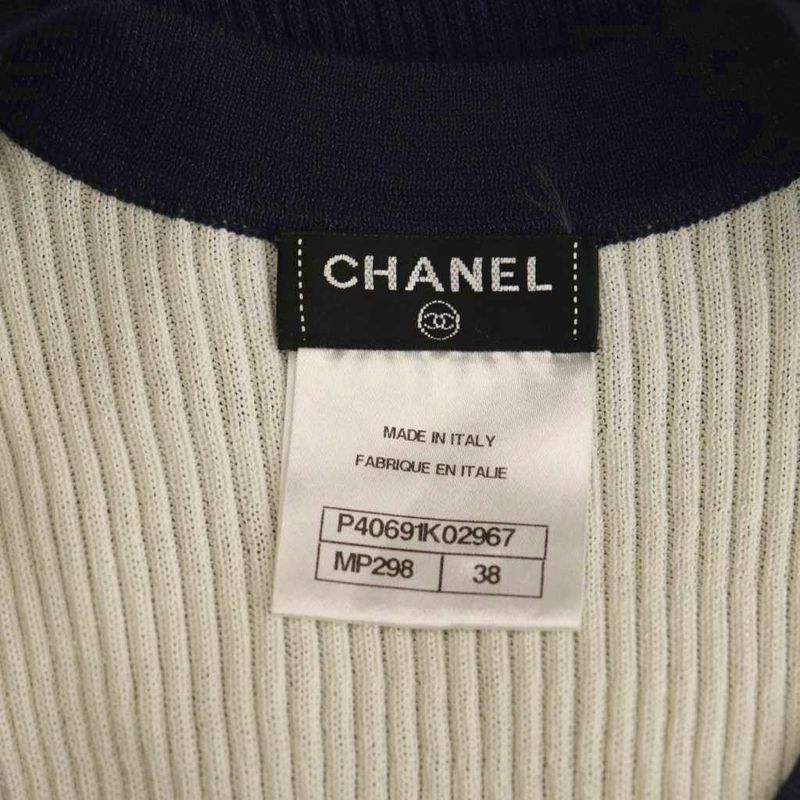 CHANEL
MADE IN ITALY
FABRIQUE EN ITALIE
P40691K02967
MP298 38